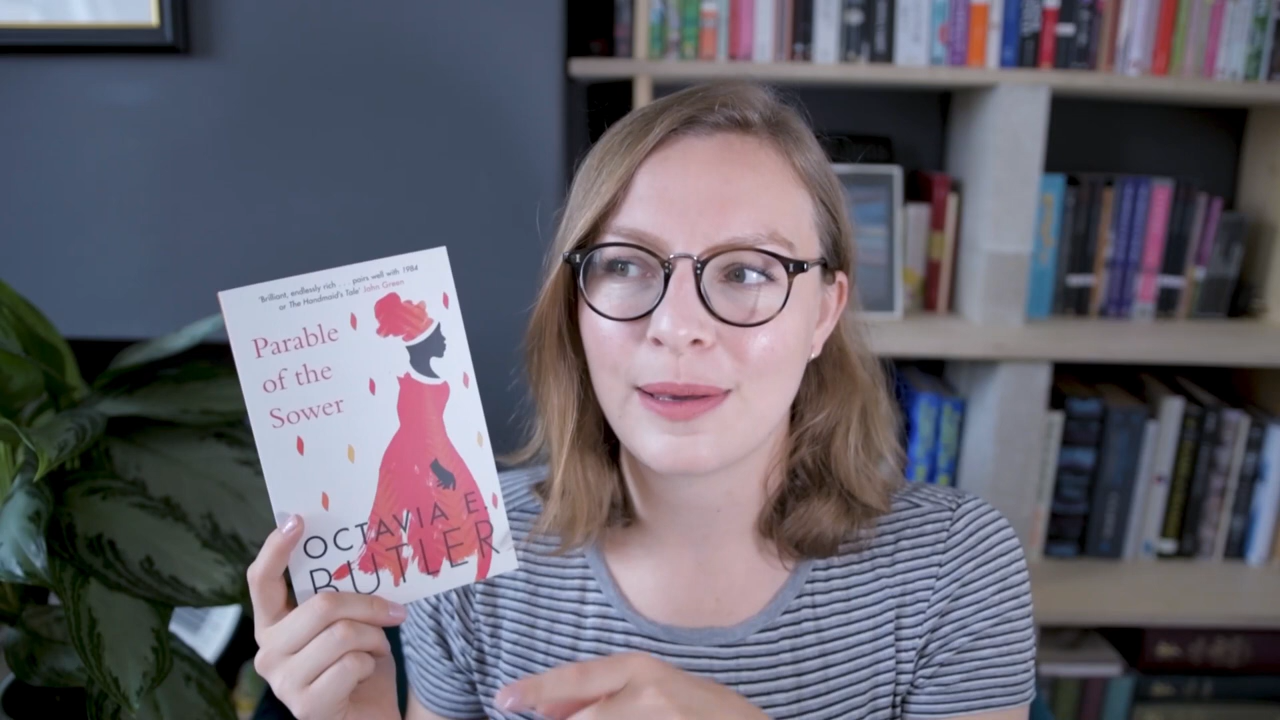 'Brilliant, endlessly rich . . . pairs well with 1984
or The Handmaid's Tale' John Green
Parable
of the
Sower
OCTAVIA E.
BUTLER